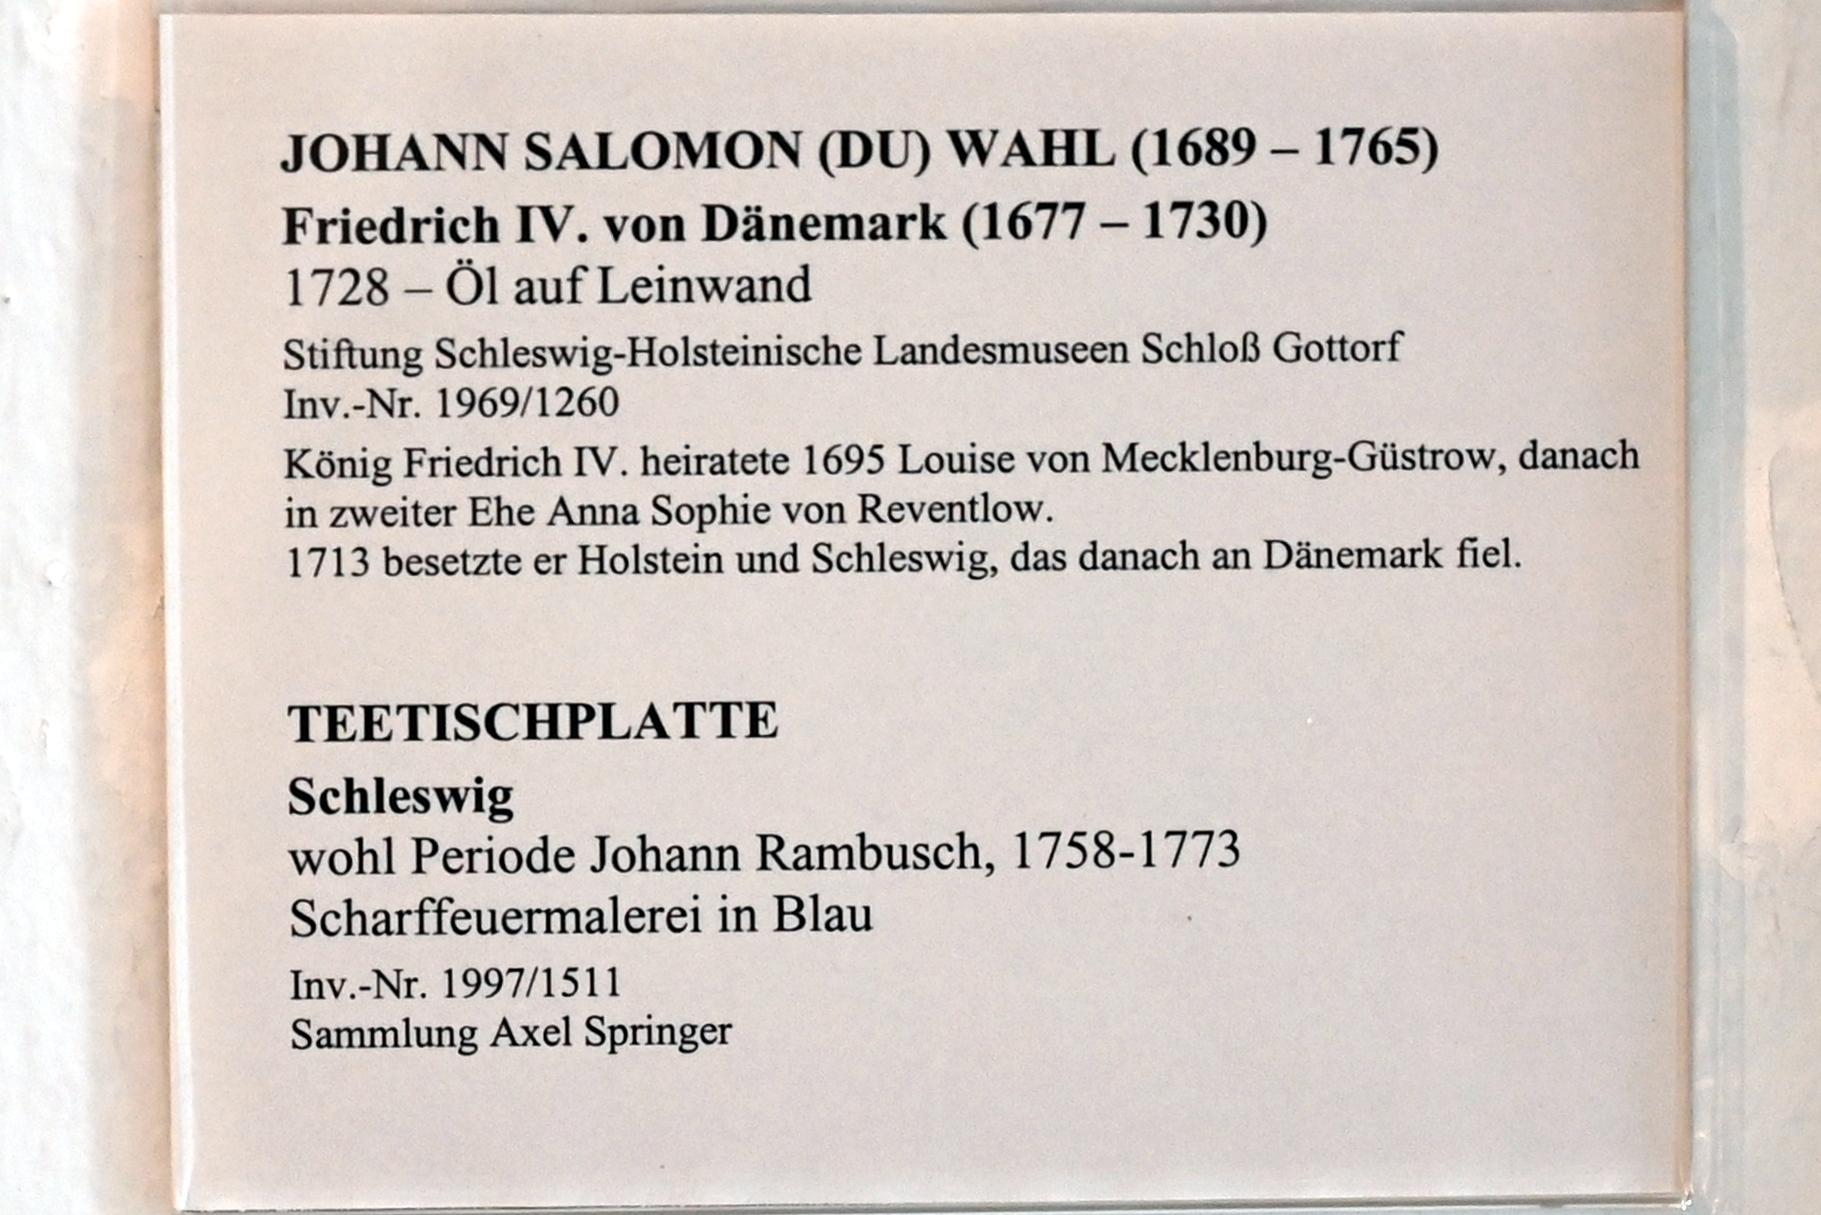 JOHANN SALOMON (DU) WAHL (1689 – 1765)
Friedrich IV. von Dänemark (1677 – 1730)
1728 – Öl auf Leinwand
Stiftung Schleswig-Holsteinische Landesmuseen Schloß Gottorf
Inv.-Nr. 1969/1260
König Friedrich IV. heiratete 1695 Louise von Mecklenburg-Güstrow, danach
in zweiter Ehe Anna Sophie von Reventlow.
1713 besetzte er Holstein und Schleswig, das danach an Dänemark fiel.
TEETISCHPLATTE
Schleswig
wohl Periode Johann Rambusch, 1758-1773
Scharffeuermalerei in Blau
Inv.-Nr. 1997/1511
Sammlung Axel Springer